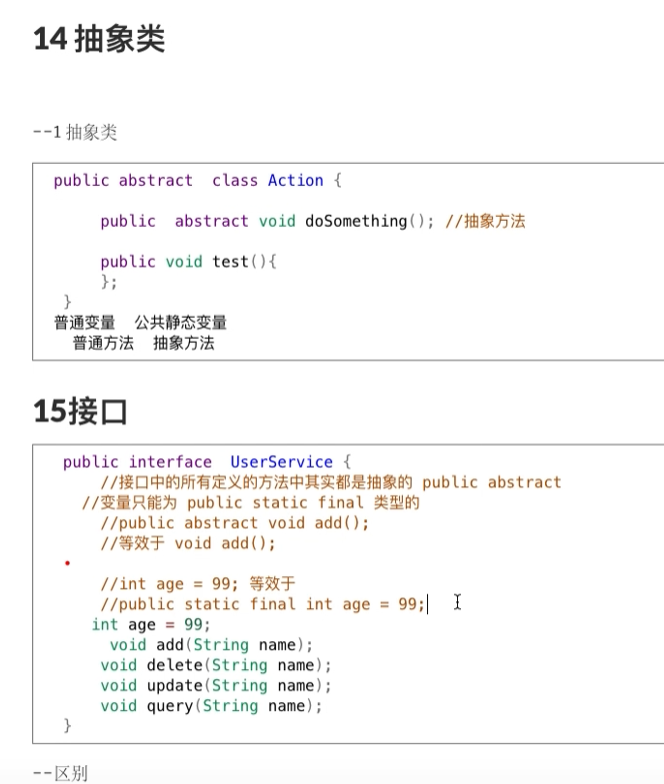 14 抽象类
--1 抽象类
public abstract  class Action {
public  abstract void doSomething(); //抽象方法
public void test(){
};
}
普通变量  公共静态变量
普通方法  抽象方法
15接口
public interface  UserService {
//接口中的所有定义的方法中其实都是抽象的 public abstract
//变量只能为 public static final 类型的
//public abstract void add();
//等效于 void add();
//int age = 99; 等效于
//public static final int age = 99;
int age = 99;
void add(String name);
void delete(String name);
void update(String name);
void query(String name);
}
--区别